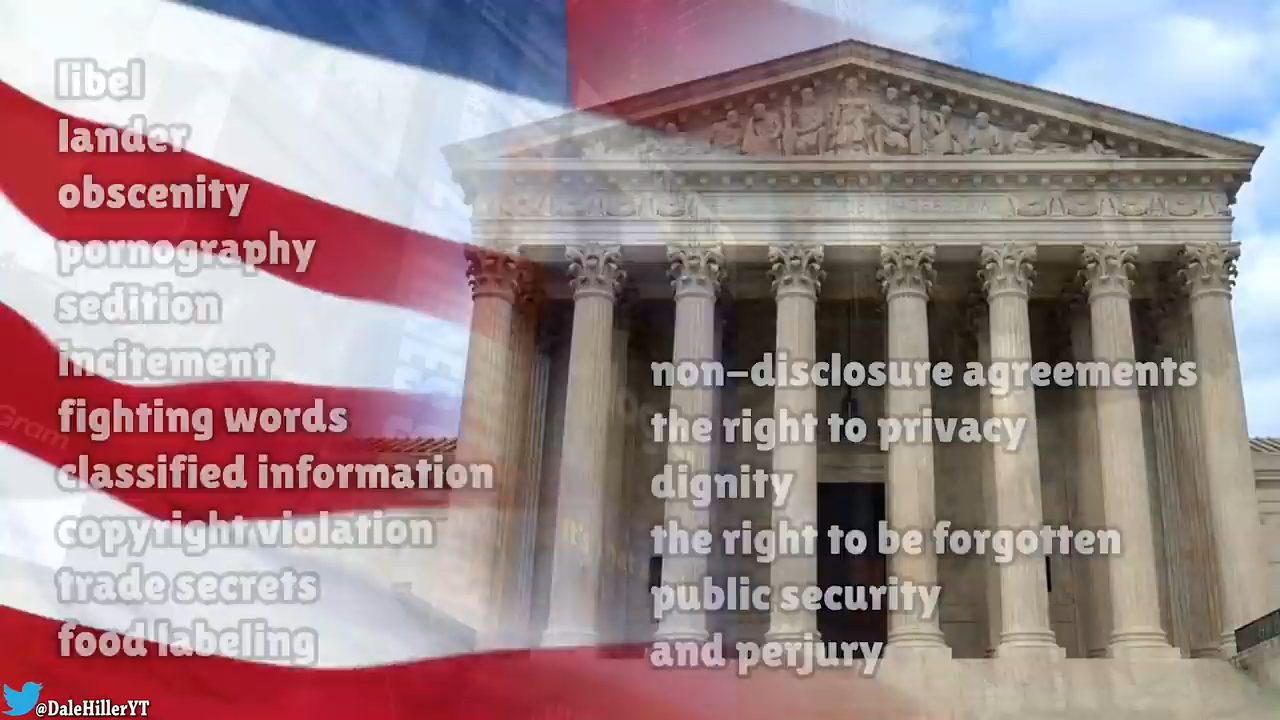 libel
lander
obscenity
pornography
sedition
incitement
fighting words
classified information
copyright violation
trade secrets
food labeling
non-disclosure agreements
the right to privacy
dignity
the right to be forgotten
public security
and perjury
@DaleHillerYT